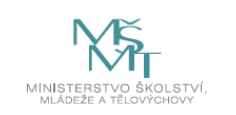 MŠMT
MINISTERSTVO ŠKOLSTVÍ,
MLÁDEŽE A TĚLOVÝCHOVY